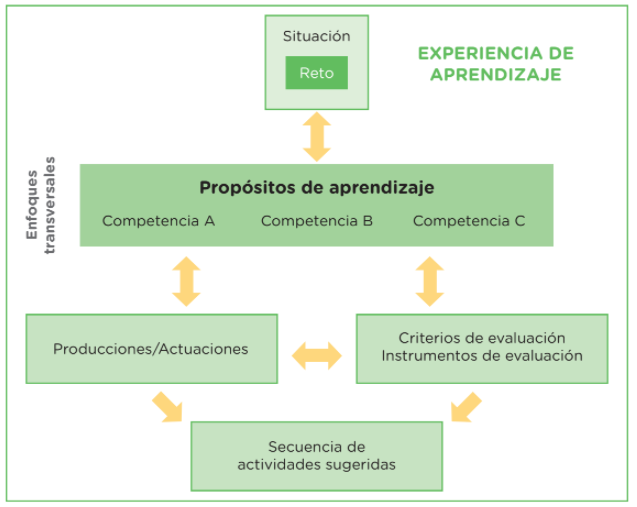 Situación
Reto
EXPERIENCIA DE
APRENDIZAJE
Enfoques
transversales
Propósitos de aprendizaje
Competencia A
Competencia B
Competencia C
Producciones/Actuaciones
Criterios de evaluación
Instrumentos de evaluación
Secuencia de
actividades sugeridas